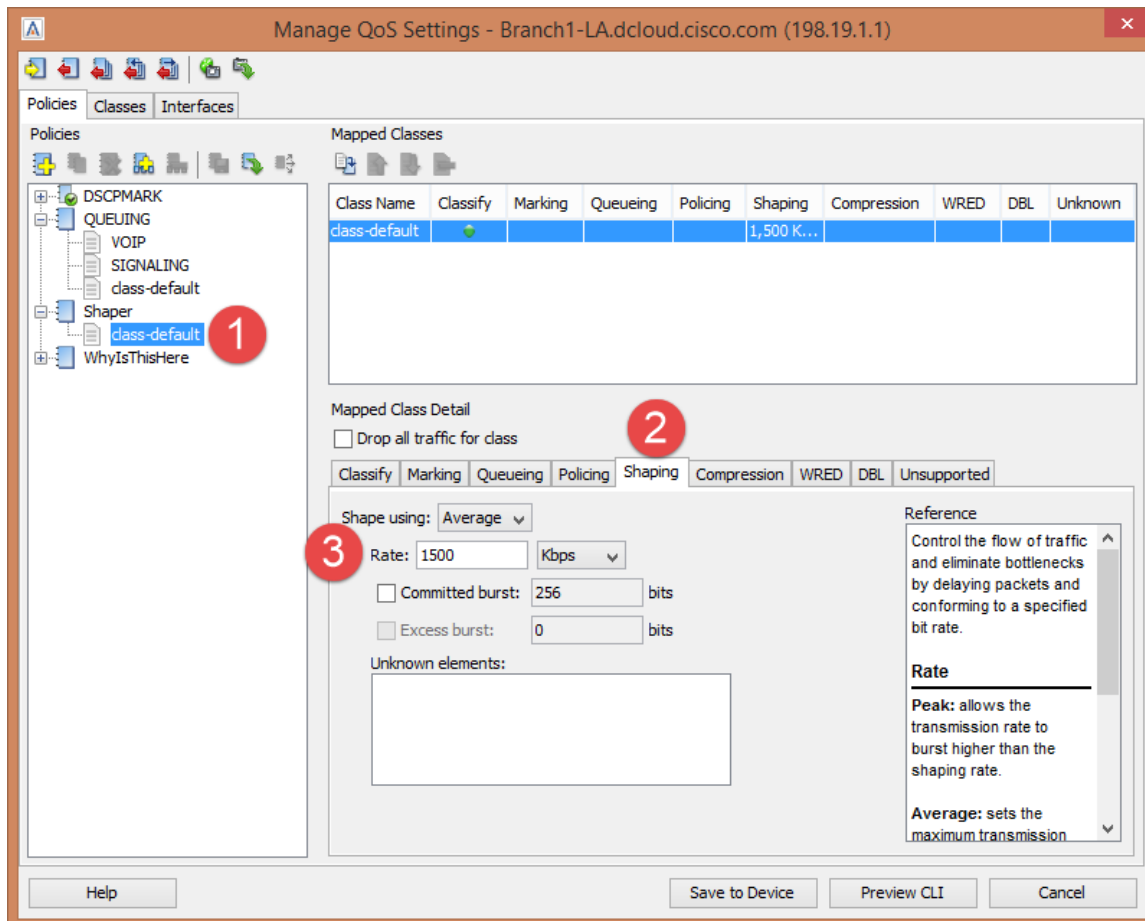 Manage QoS Settings - Branch1-LA.dcloud.cisco.com (198.19.1.1)
Policies Classes Interfaces
Policies
DSCPMARK
QUEUING
VOIP
SIGNALING
class-default
Shaper
class-default
1
WhyIsThisHere
Mapped Classes
Class Name Classify Marking Queueing Policing Shaping Compression WRED DBL Unknown
class-default 1,500 K...
Mapped Class Detail
Drop all traffic for class
2
Classify Marking Queueing Policing Shaping Compression WRED DBL Unsupported
Shape using: Average
3
Rate: 1500 Kbps
Committed burst: 256 bits
Excess burst: 0 bits
Unknown elements:
Reference
Control the flow of traffic
and eliminate bottlenecks
by delaying packets and
conforming to a specified
bit rate.
Rate
Peak: allows the
transmission rate to
burst higher than the
shaping rate.
Average: sets the
maximum transmission
Help Save to Device Preview CLI Cancel